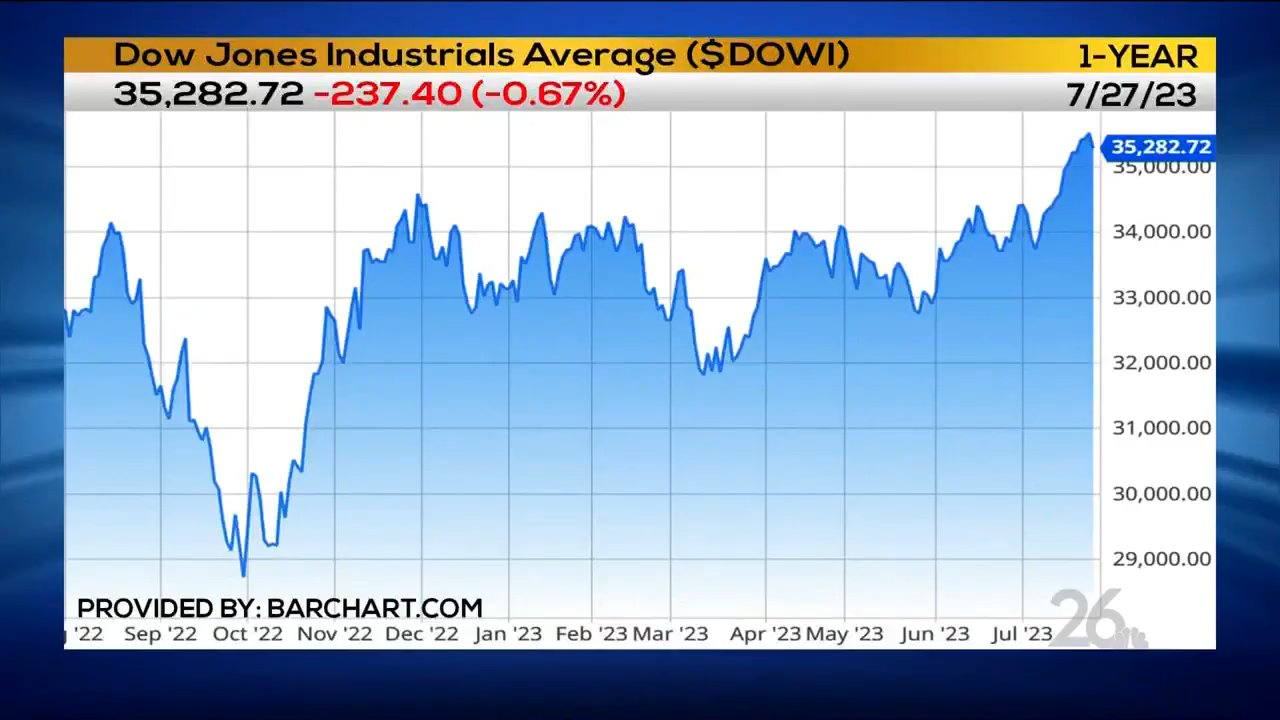 Dow Jones Industrials Average ($DOWI) 1-YEAR
35,282.72 -237.40 (-0.67%) 7/27/23
35,282.72
35,000.00
34,000.00
33,000.00
32,000.00
31,000.00
30,000.00
29,000.00
PROVIDED BY: BARCHART.COM
'22 Sep '22 Oct '22 Nov '22 Dec '22 Jan '23 Feb '23 Mar '23 Apr '23 May '23 Jun '23 Jul '23
26